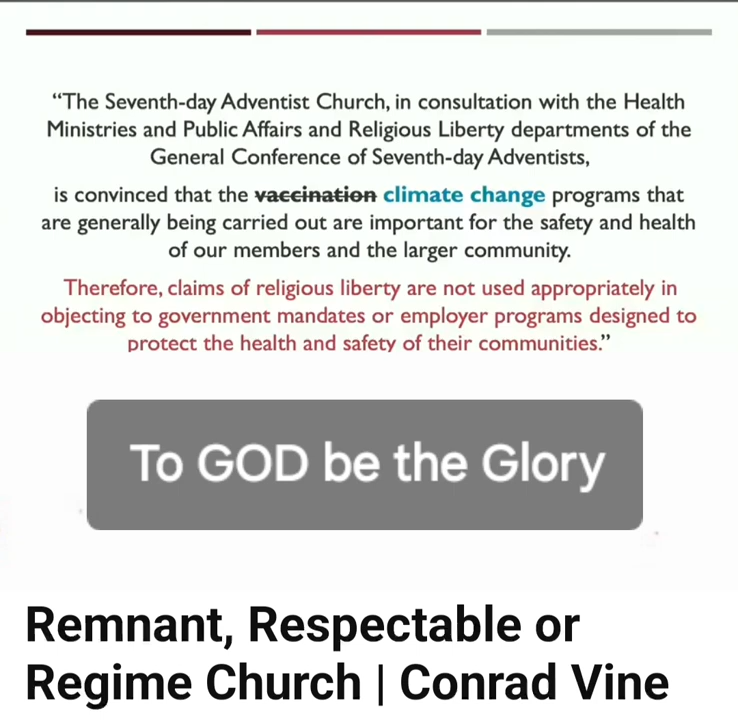 “The Seventh-day Adventist Church, in consultation with the Health
Ministries and Public Affairs and Religious Liberty departments of the
General Conference of Seventh-day Adventists,
is convinced that the vaccination climate change programs that
are generally being carried out are important for the safety and health
of our members and the larger community.
Therefore, claims of religious liberty are not used appropriately in
objecting to government mandates or employer programs designed to
protect the health and safety of their communities.”
To GOD be the Glory
Remnant, Respectable or
Regime Church | Conrad Vine